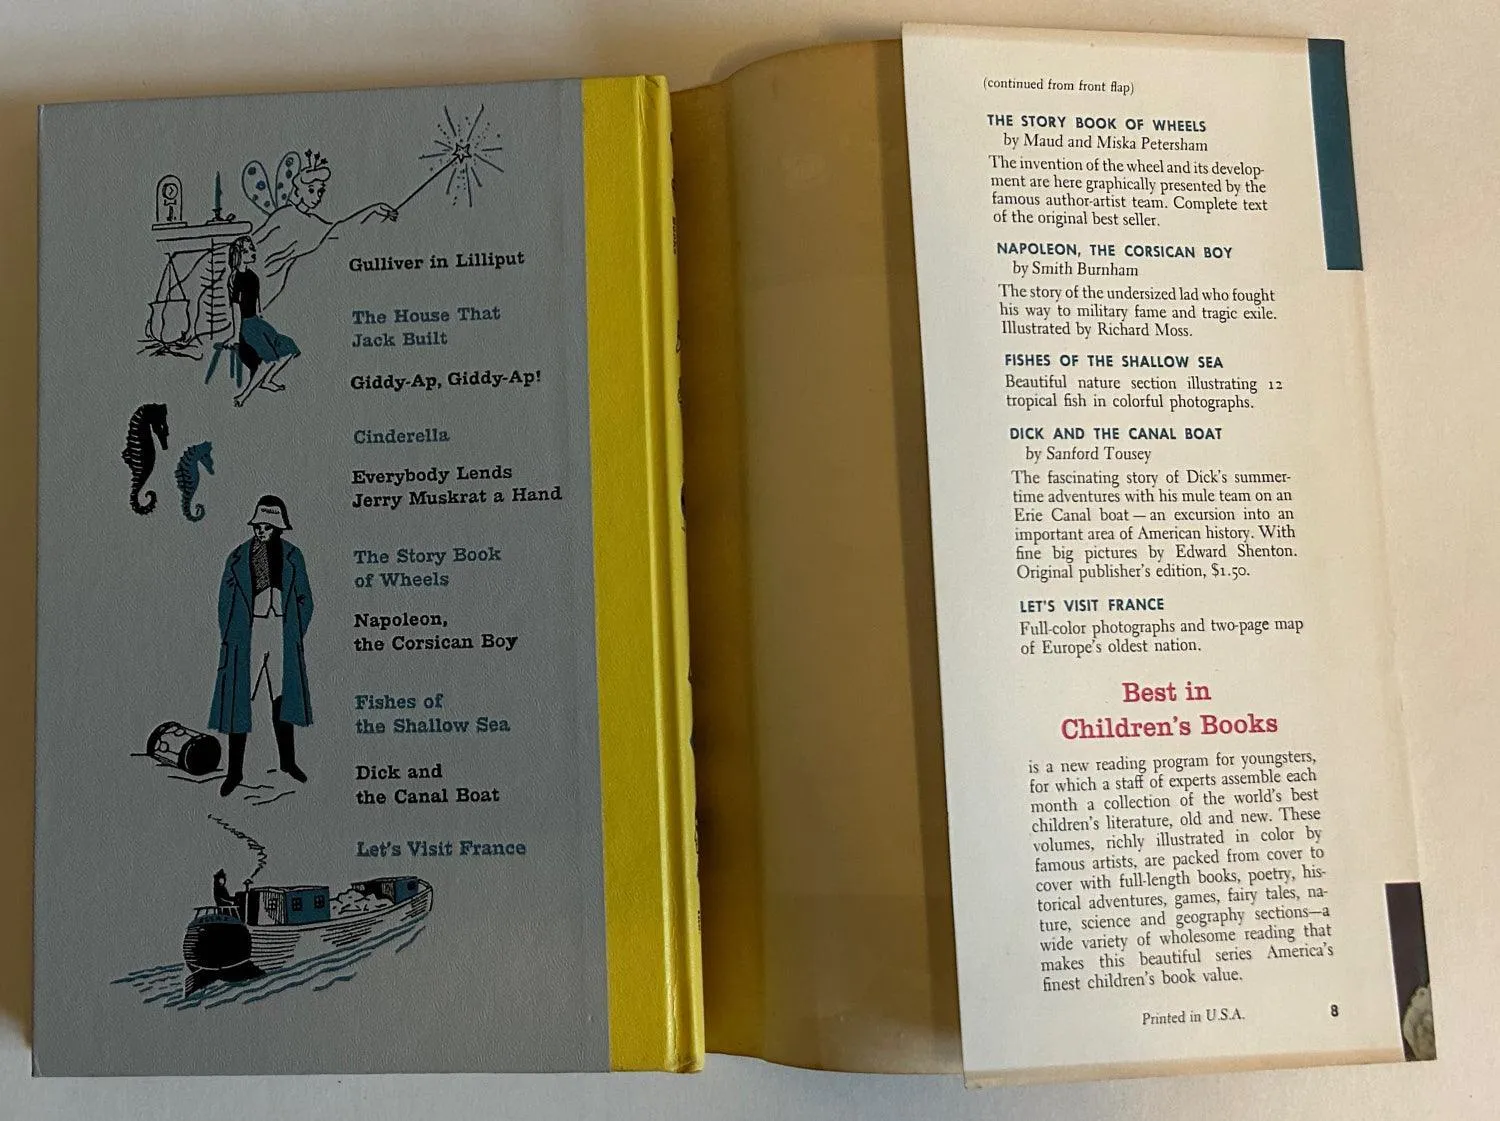 Gulliver in Lilliput
The House That
Jack Built
Giddy-Ap, Giddy-Ap!
Cinderella
Everybody Lends
Jerry Muskrat a Hand
The Story Book
of Wheels
Napoleon,
the Corsican Boy
Fishes of
the Shallow Sea
Dick and
the Canal Boat
Let's Visit France
(continued from front flap)
THE STORY BOOK OF WHEELS
by Maud and Miska Petersham
The invention of the wheel and its develop-
ment are here graphically presented by the
famous author-artist team. Complete text
of the original best seller.
NAPOLEON, THE CORSICAN BOY
by Smith Burnham
The story of the undersized lad who fought
his way to military fame and tragic exile.
Illustrated by Richard Moss.
FISHES OF THE SHALLOW SEA
Beautiful nature section illustrating 12
tropical fish in colorful photographs.
DICK AND THE CANAL BOAT
by Sanford Tousey
The fascinating story of Dick's summer-
time adventures with his mule team on an
Erie Canal boat — an excursion into an
important area of American history. With
fine big pictures by Edward Shenton.
Original publisher's edition, $1.50.
LET'S VISIT FRANCE
Full-color photographs and two-page map
of Europe's oldest nation.
Best in
Children's Books
is a new reading program for youngsters,
for which a staff of experts assemble each
month a collection of the world's best
children's literature, old and new. These
volumes, richly illustrated in color by
famous artists, are packed from cover to
cover with full-length books, poetry, his-
torical adventures, games, fairy tales, na-
ture, science and geography sections—a
wide variety of wholesome reading that
makes this beautiful series America's
finest children's book value.
Printed in U.S.A.
8